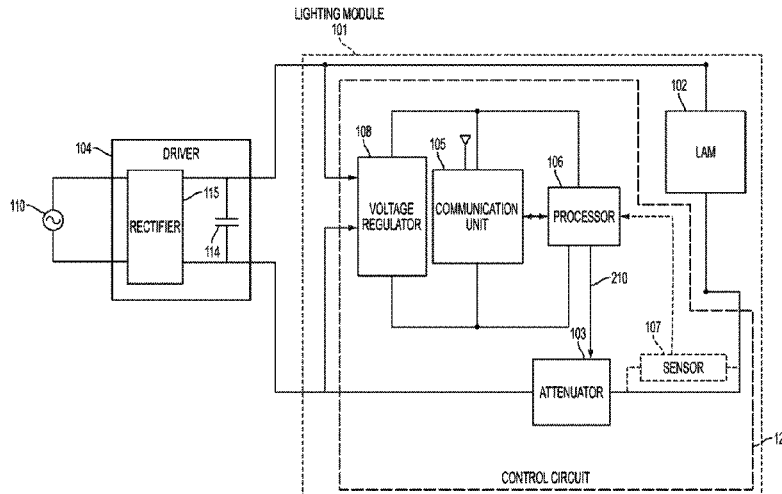 LIGHTING MODULE
101
102
LAM
104
DRIVER
108
105
106
115
110
RECTIFIER
114
VOLTAGE
REGULATOR
COMMUNICATION
UNIT
PROCESSOR
210
103
107
ATTENUATOR
SENSOR
CONTROL CIRCUIT